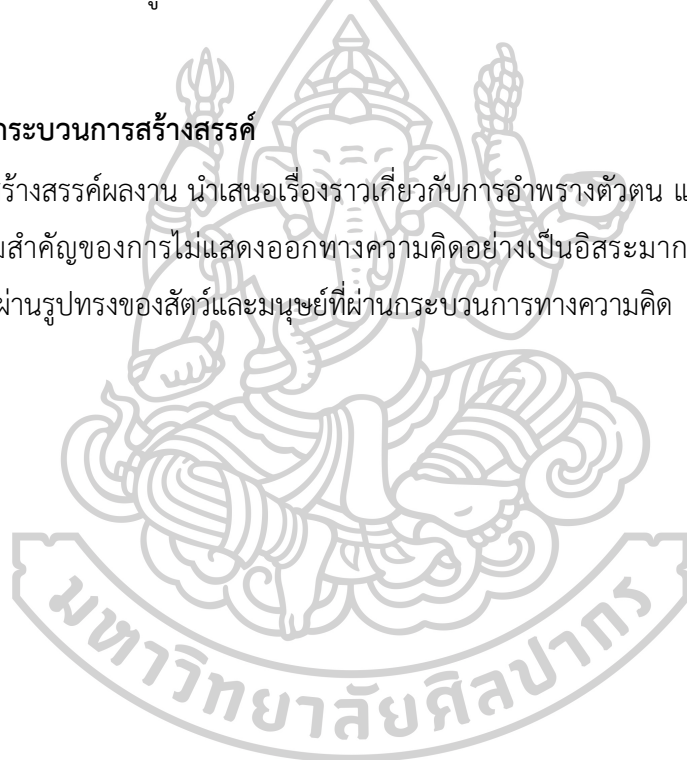 กระบวนการสร้างสรรค์
สร้างสรรค์ผลงาน นำเสนอเรื่องราวเกี่ยวกับการอำพรางตัวตน
สำคัญของการไม่แสดงออกทางความคิดอย่างเป็นอิสระมาก
ผ่านรูปทรงของสัตว์และมนุษย์ที่ผ่านกระบวนการทางความคิด
มหาวิทยาลัยศิลปากร